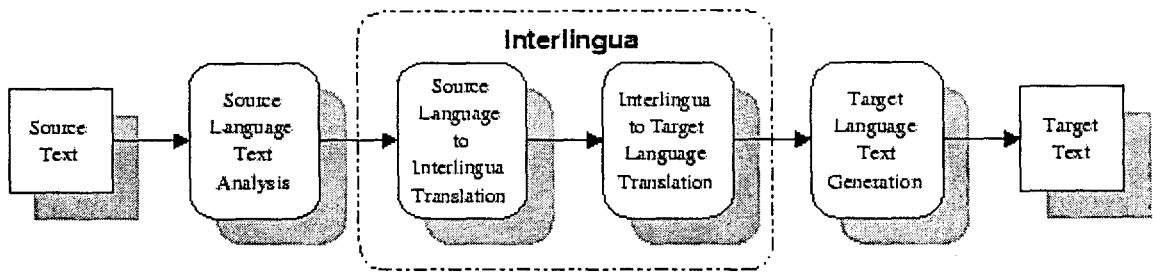 Interlingua
Source
Text
Source
Language
Text
Analysis
Source
Language
to
Interlingua
Translation
Interlingua
to Target
Language
Translation
Target
Language
Text
Generation
Target
Text